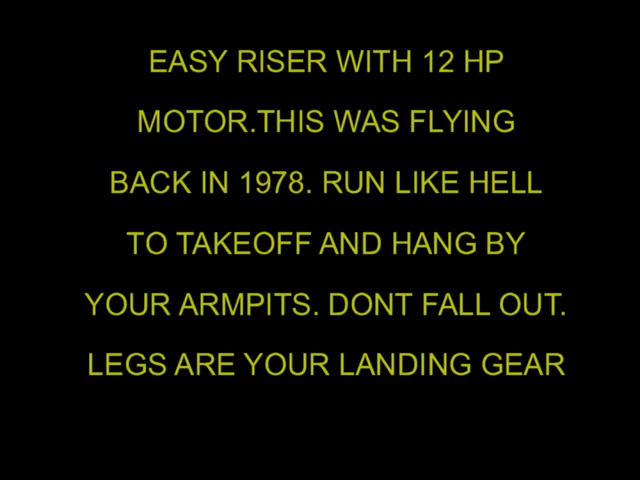 EASY RISER WITH 12 HP
MOTOR.THIS WAS FLYING
BACK IN 1978. RUN LIKE HELL
TO TAKEOFF AND HANG BY
YOUR ARMPITS. DONT FALL OUT.
LEGS ARE YOUR LANDING GEAR